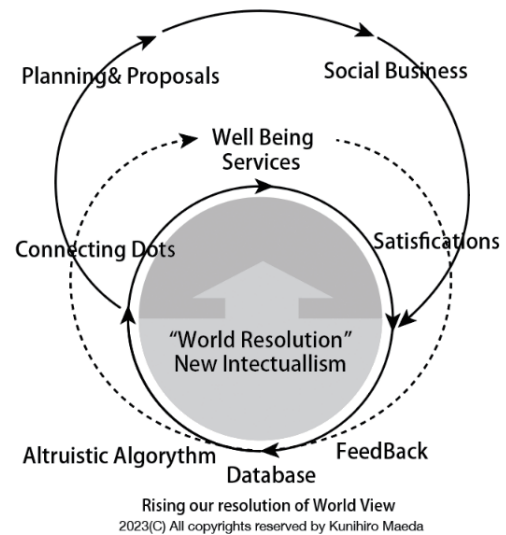 Planning& Proposals
Social Business
Well Being
Services
Connecting Dots
Satisfications
“World Resolution”
New Intectuallism
Altruistic Algorythm
FeedBack
Database
Rising our resolution of World View
2023(C) All copyrights reserved by Kunihiro Maeda